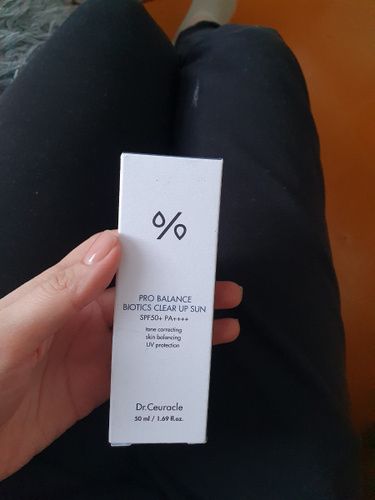 %
PRO BALANCE
BIOTICS CLEAR UP SUN
SPF50+ PA++++
tone correcting
skin balancing
UV protection
Dr.Ceuracle
50 ml / 1.69 fl.oz.